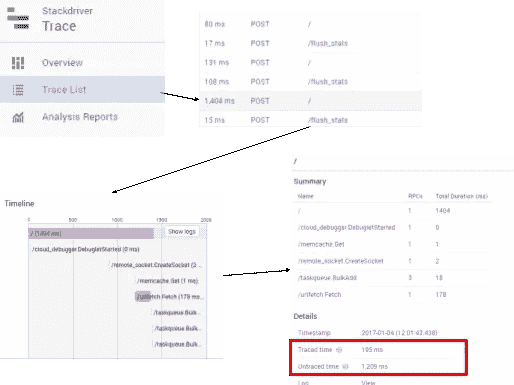 Stackdriver
Trace
Overview
Trace List
Analysis Reports
80 ms POST /
17 ms POST /flush_stats
131 ms POST /
108 ms POST /flush_stats
1,404 ms POST /
15 ms POST /flush_stats
Timeline
0 500 1000 1500 2000
/ (1,404 ms) Show logs
/cloud_debugger.DebugletStarted (0 ms)
/remote_socket.CreateSocket (2...
/memcache.Get (1 ms)
/urlfetch.Fetch (178 ms...
/taskqueue.Bulk...
/taskqueue.Bulk...
/taskqueue.Bulk...
/
Summary
Name RPCs Total Duration (ms)
/ 1 1404
/cloud_debugger.DebugletStarted 1 0
/memcache.Get 1 1
/remote_socket.CreateSocket 1 2
/taskqueue.BulkAdd 3 18
/urlfetch.Fetch 1 178
Details
Timestamp 2017-01-04 (12:01:43.438)
Traced time 195 ms
Untraced time 1,209 ms
Log View